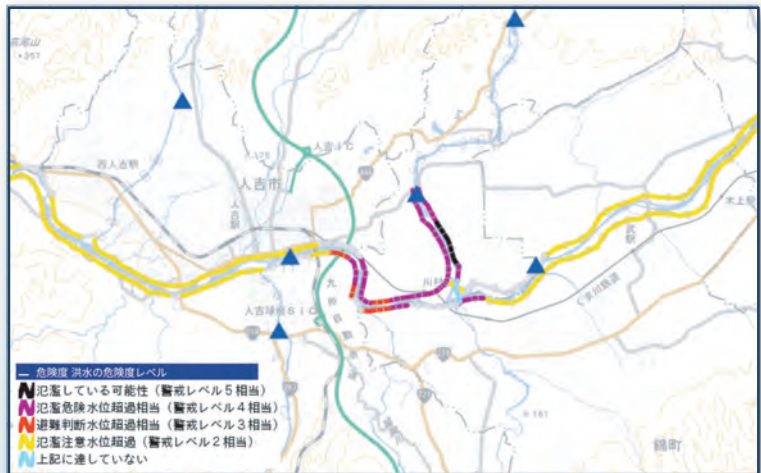 ・357
西人吉駅
人吉市
人吉駅
人吉IC
川村
木上駅
くま川鉄道
人吉球磨SIC
錦町
危険度 洪水の危険度レベル
氾濫している可能性（警戒レベル５相当）
氾濫危険水位超過相当（警戒レベル４相当）
避難判断水位超過相当（警戒レベル３相当）
氾濫注意水位超過（警戒レベル２相当）
上記に達していない